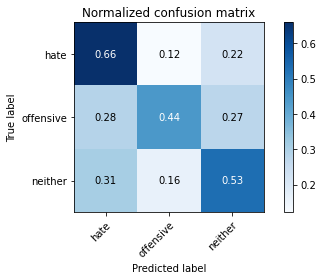 Normalized confusion matrix
True label
hate
offensive
neither
0.66 0.12 0.22
0.28 0.44 0.27
0.31 0.16 0.53
hate
offensive
neither
Predicted label
0.6
0.5
0.4
0.3
0.2